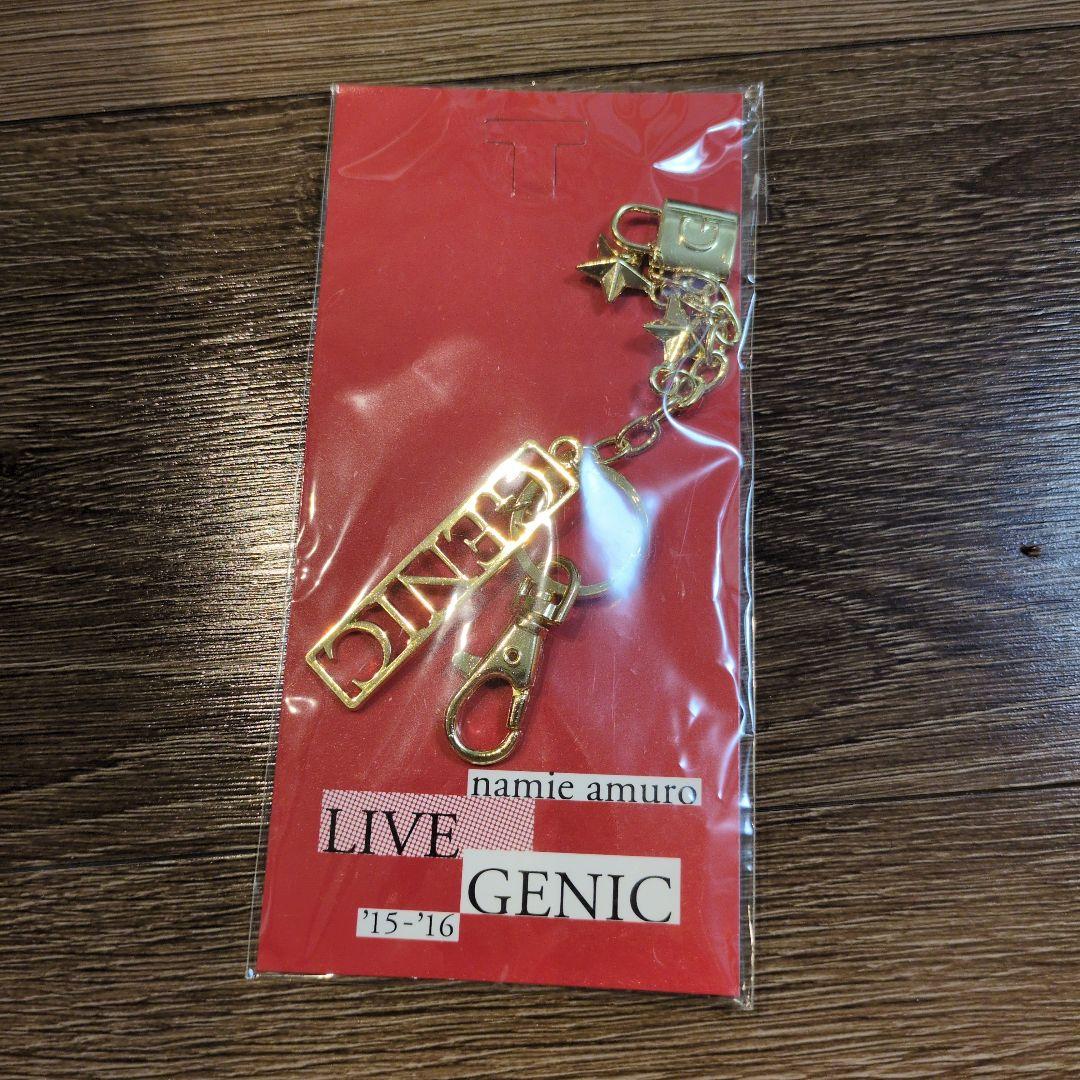 G
GENIC
namie amuro
LIVE
GENIC
'15-'16